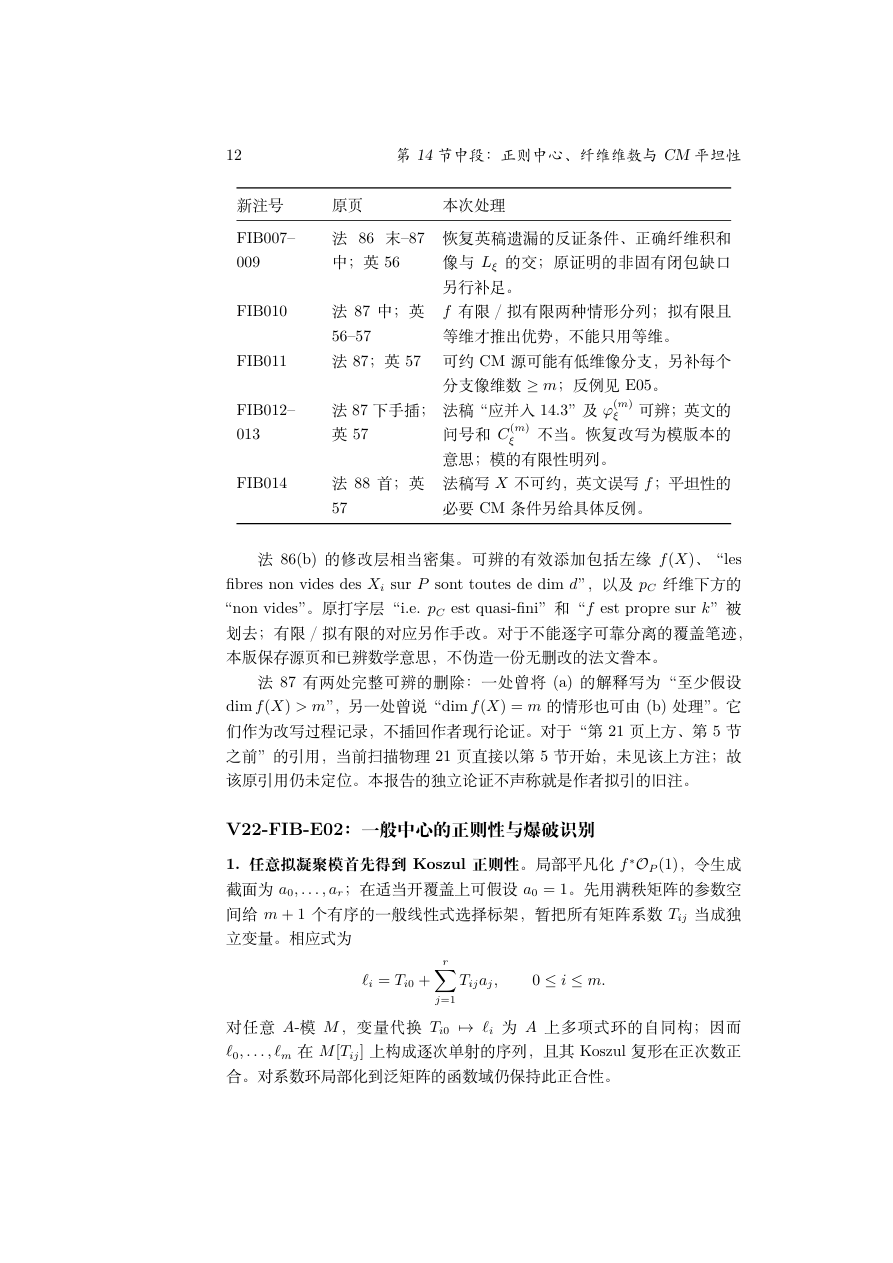 12 第 14 节中段：正则中心、纤维维数与 CM 平坦性
新注号 原页 本次处理
FIB007– 法 86 末–87 恢复英稿遗漏的反证条件、正确纤维积和
009 中；英 56 像与 L_ξ 的交；原证明的非固有闭包缺口
另行补足。
FIB010 法 87 中；英 f 有限 / 拟有限两种情形分列；拟有限且
56–57 等维才推出优势，不能只用等维。
FIB011 法 87；英 57 可约 CM 源可能有低维像分支，另补每个
分支像维数 ≥ m；反例见 E05。
FIB012– 法 87 下手插； 法稿 “应并入 14.3” 及 φ_ξ^(m) 可辨；英文的
013 英 57 问号和 C_ξ^(m) 不当。恢复改写为模版本的
意思；模的有限性明列。
FIB014 法 88 首；英 法稿写 X 不可约，英文误写 f；平坦性的
57 必要 CM 条件另给具体反例。
法 86(b) 的修改层相当密集。可辨的有效添加包括左缘 f(X)、 “les
fibres non vides des X_i sur P sont toutes de dim d”，以及 p_C 纤维下方的
“non vides”。原打字层 “i.e. p_C est quasi-fini” 和 “f est propre sur k” 被
划去；有限 / 拟有限的对应另作手改。对于不能逐字可靠分离的覆盖笔迹，
本版保存源页和已辨数学意思，不伪造一份无删改的法文誊本。
法 87 有两处完整可辨的删除：一处曾将 (a) 的解释写为 “至少假设
dim f(X) > m”，另一处曾说 “dim f(X) = m 的情形也可由 (b) 处理”。它
们作为改写过程记录，不插回作者现行论证。对于 “第 21 页上方、第 5 节
之前” 的引用，当前扫描物理 21 页直接以第 5 节开始，未见该上方注；故
该原引用仍未定位。本报告的独立论证不声称就是作者拟引的旧注。
V22-FIB-E02：一般中心的正则性与爆破识别
1. 任意拟凝聚模首先得到 Koszul 正则性。局部平凡化 f*O_P(1)，令生成
截面为 a_0, . . . , a_r；在适当开覆盖上可假设 a_0 = 1。先用满秩矩阵的参数空
间给 m + 1 个有序的一般线性式选择标架，暂把所有矩阵系数 T_ij 当成独
立变量。相应式为
ℓ_i = T_i0 + ∑_{j=1}^{r} T_ij a_j, 0 ≤ i ≤ m.
对任意 A-模 M，变量代换 T_i0 ↦ ℓ_i 为 A 上多项式环的自同构；因而
ℓ_0, . . . , ℓ_m 在 M[T_ij] 上构成逐次单射的序列，且其 Koszul 复形在正次数正
合。对系数环局部化到泛矩阵的函数域仍保持此正合性。